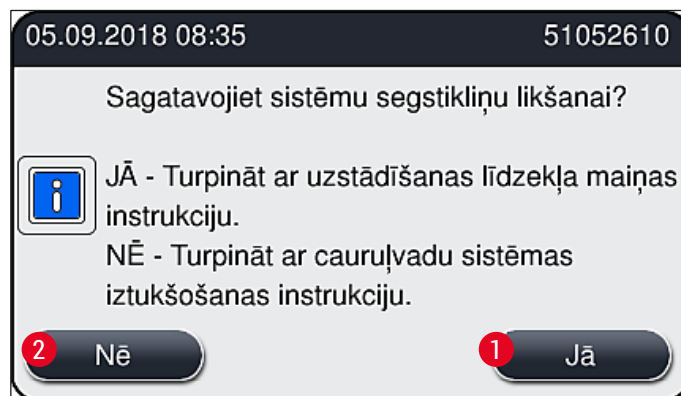 05.09.2018 08:35 51052610
Sagatavojiet sistēmu segstikliņu likšanai?
JĀ - Turpināt ar uzstādīšanas līdzekļa maiņas
instrukciju.
NĒ - Turpināt ar cauruļvadu sistēmas
iztukšošanas instrukciju.
2 Nē 1 Jā